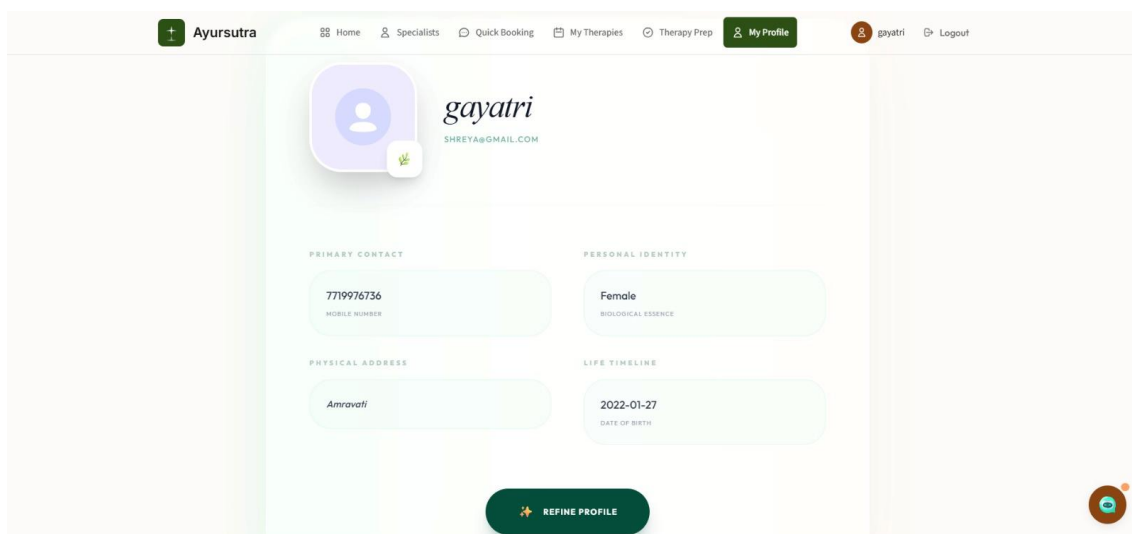 Ayursutra
Home
Specialists
Quick Booking
My Therapies
Therapy Prep
My Profile
gayatri
Logout
gayatri
SHREYA@GMAIL.COM
PRIMARY CONTACT
7719976736
MOBILE NUMBER
PERSONAL IDENTITY
Female
BIOLOGICAL ESSENCE
PHYSICAL ADDRESS
Amravati
LIFE TIMELINE
2022-01-27
DATE OF BIRTH
REFINE PROFILE